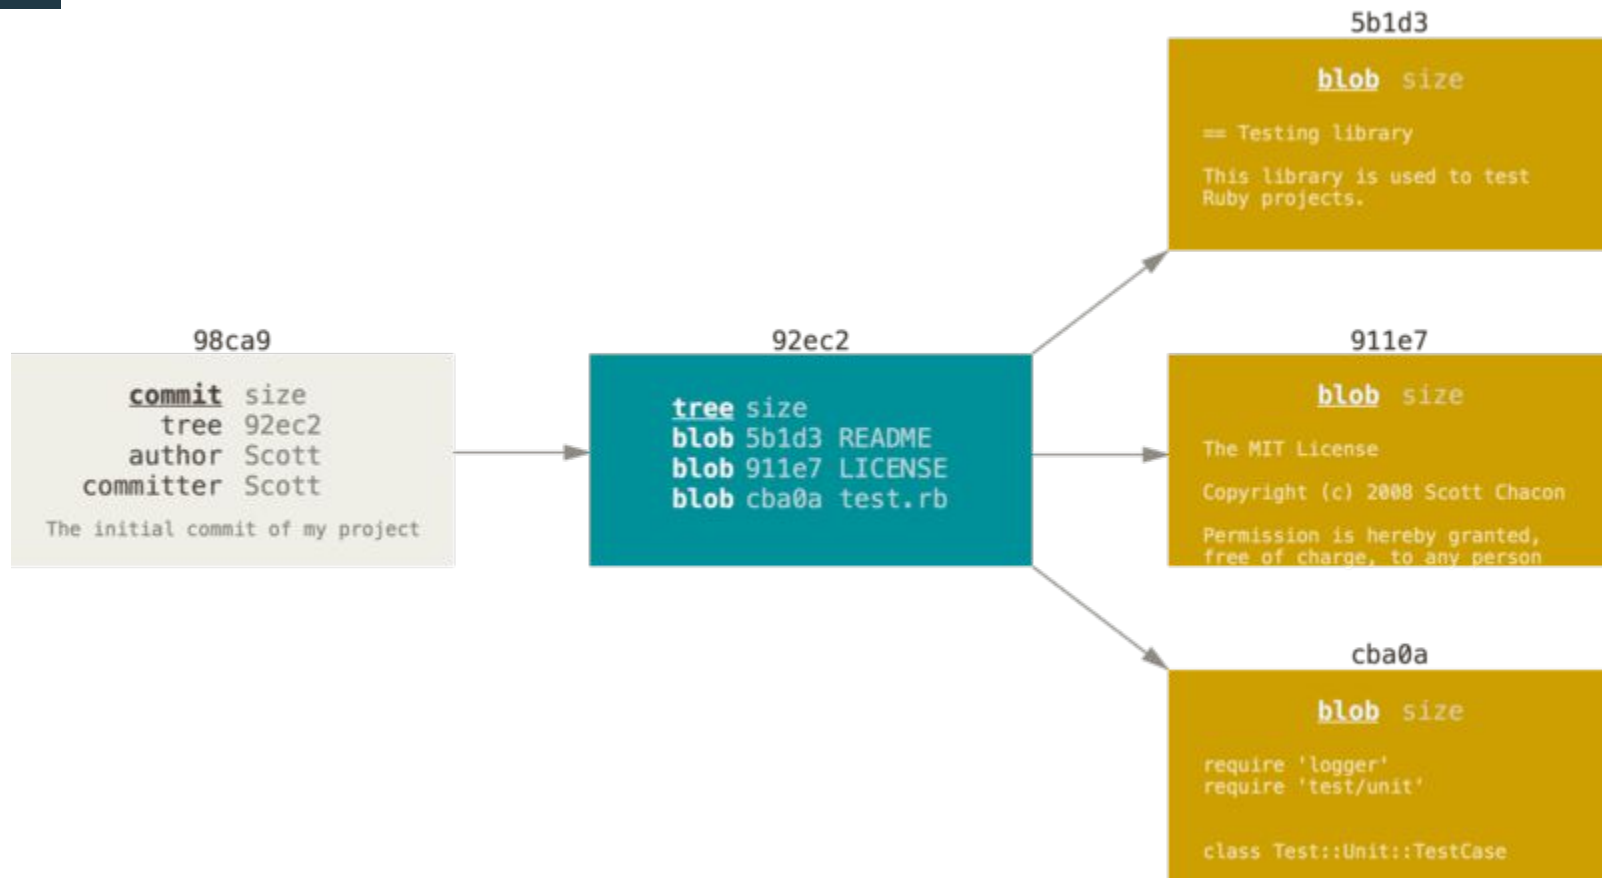 98ca9
commit size
tree 92ec2
author Scott
committer Scott
The initial commit of my project
92ec2
tree size
blob 5b1d3 README
blob 911e7 LICENSE
blob cba0a test.rb
5b1d3
blob size
== Testing library
This library is used to test
Ruby projects.
911e7
blob size
The MIT License
Copyright (c) 2008 Scott Chacon
Permission is hereby granted,
free of charge, to any person
cba0a
blob size
require 'logger'
require 'test/unit'
class Test::Unit::TestCase